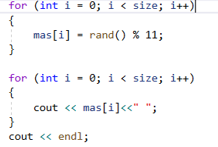 for (int i = 0; i < size; i++)
{
    mas[i] = rand() % 11;
}
for (int i = 0; i < size; i++)
{
    cout << mas[i]<<" ";
}
cout << endl;